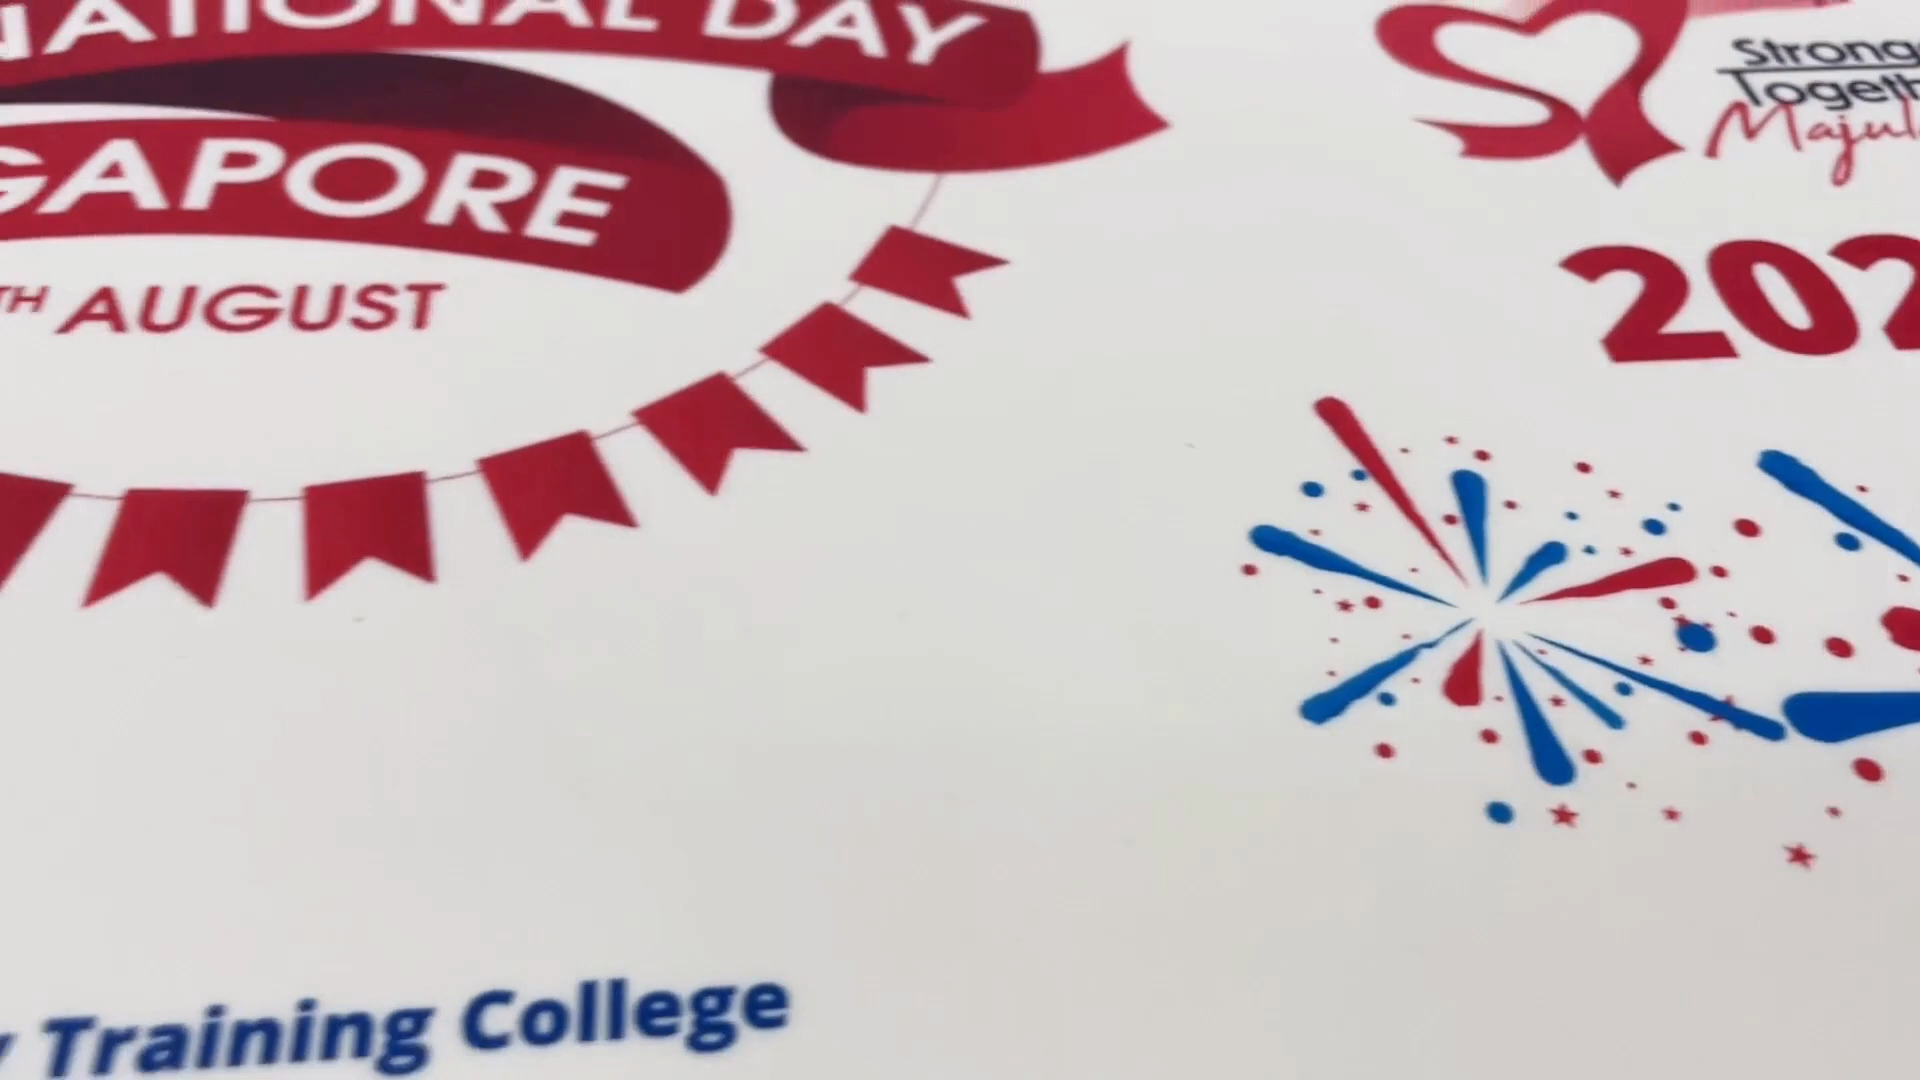 NATIONAL DAY
GAPORE
TH AUGUST
Strong
Togeth
Majul
202
Training College